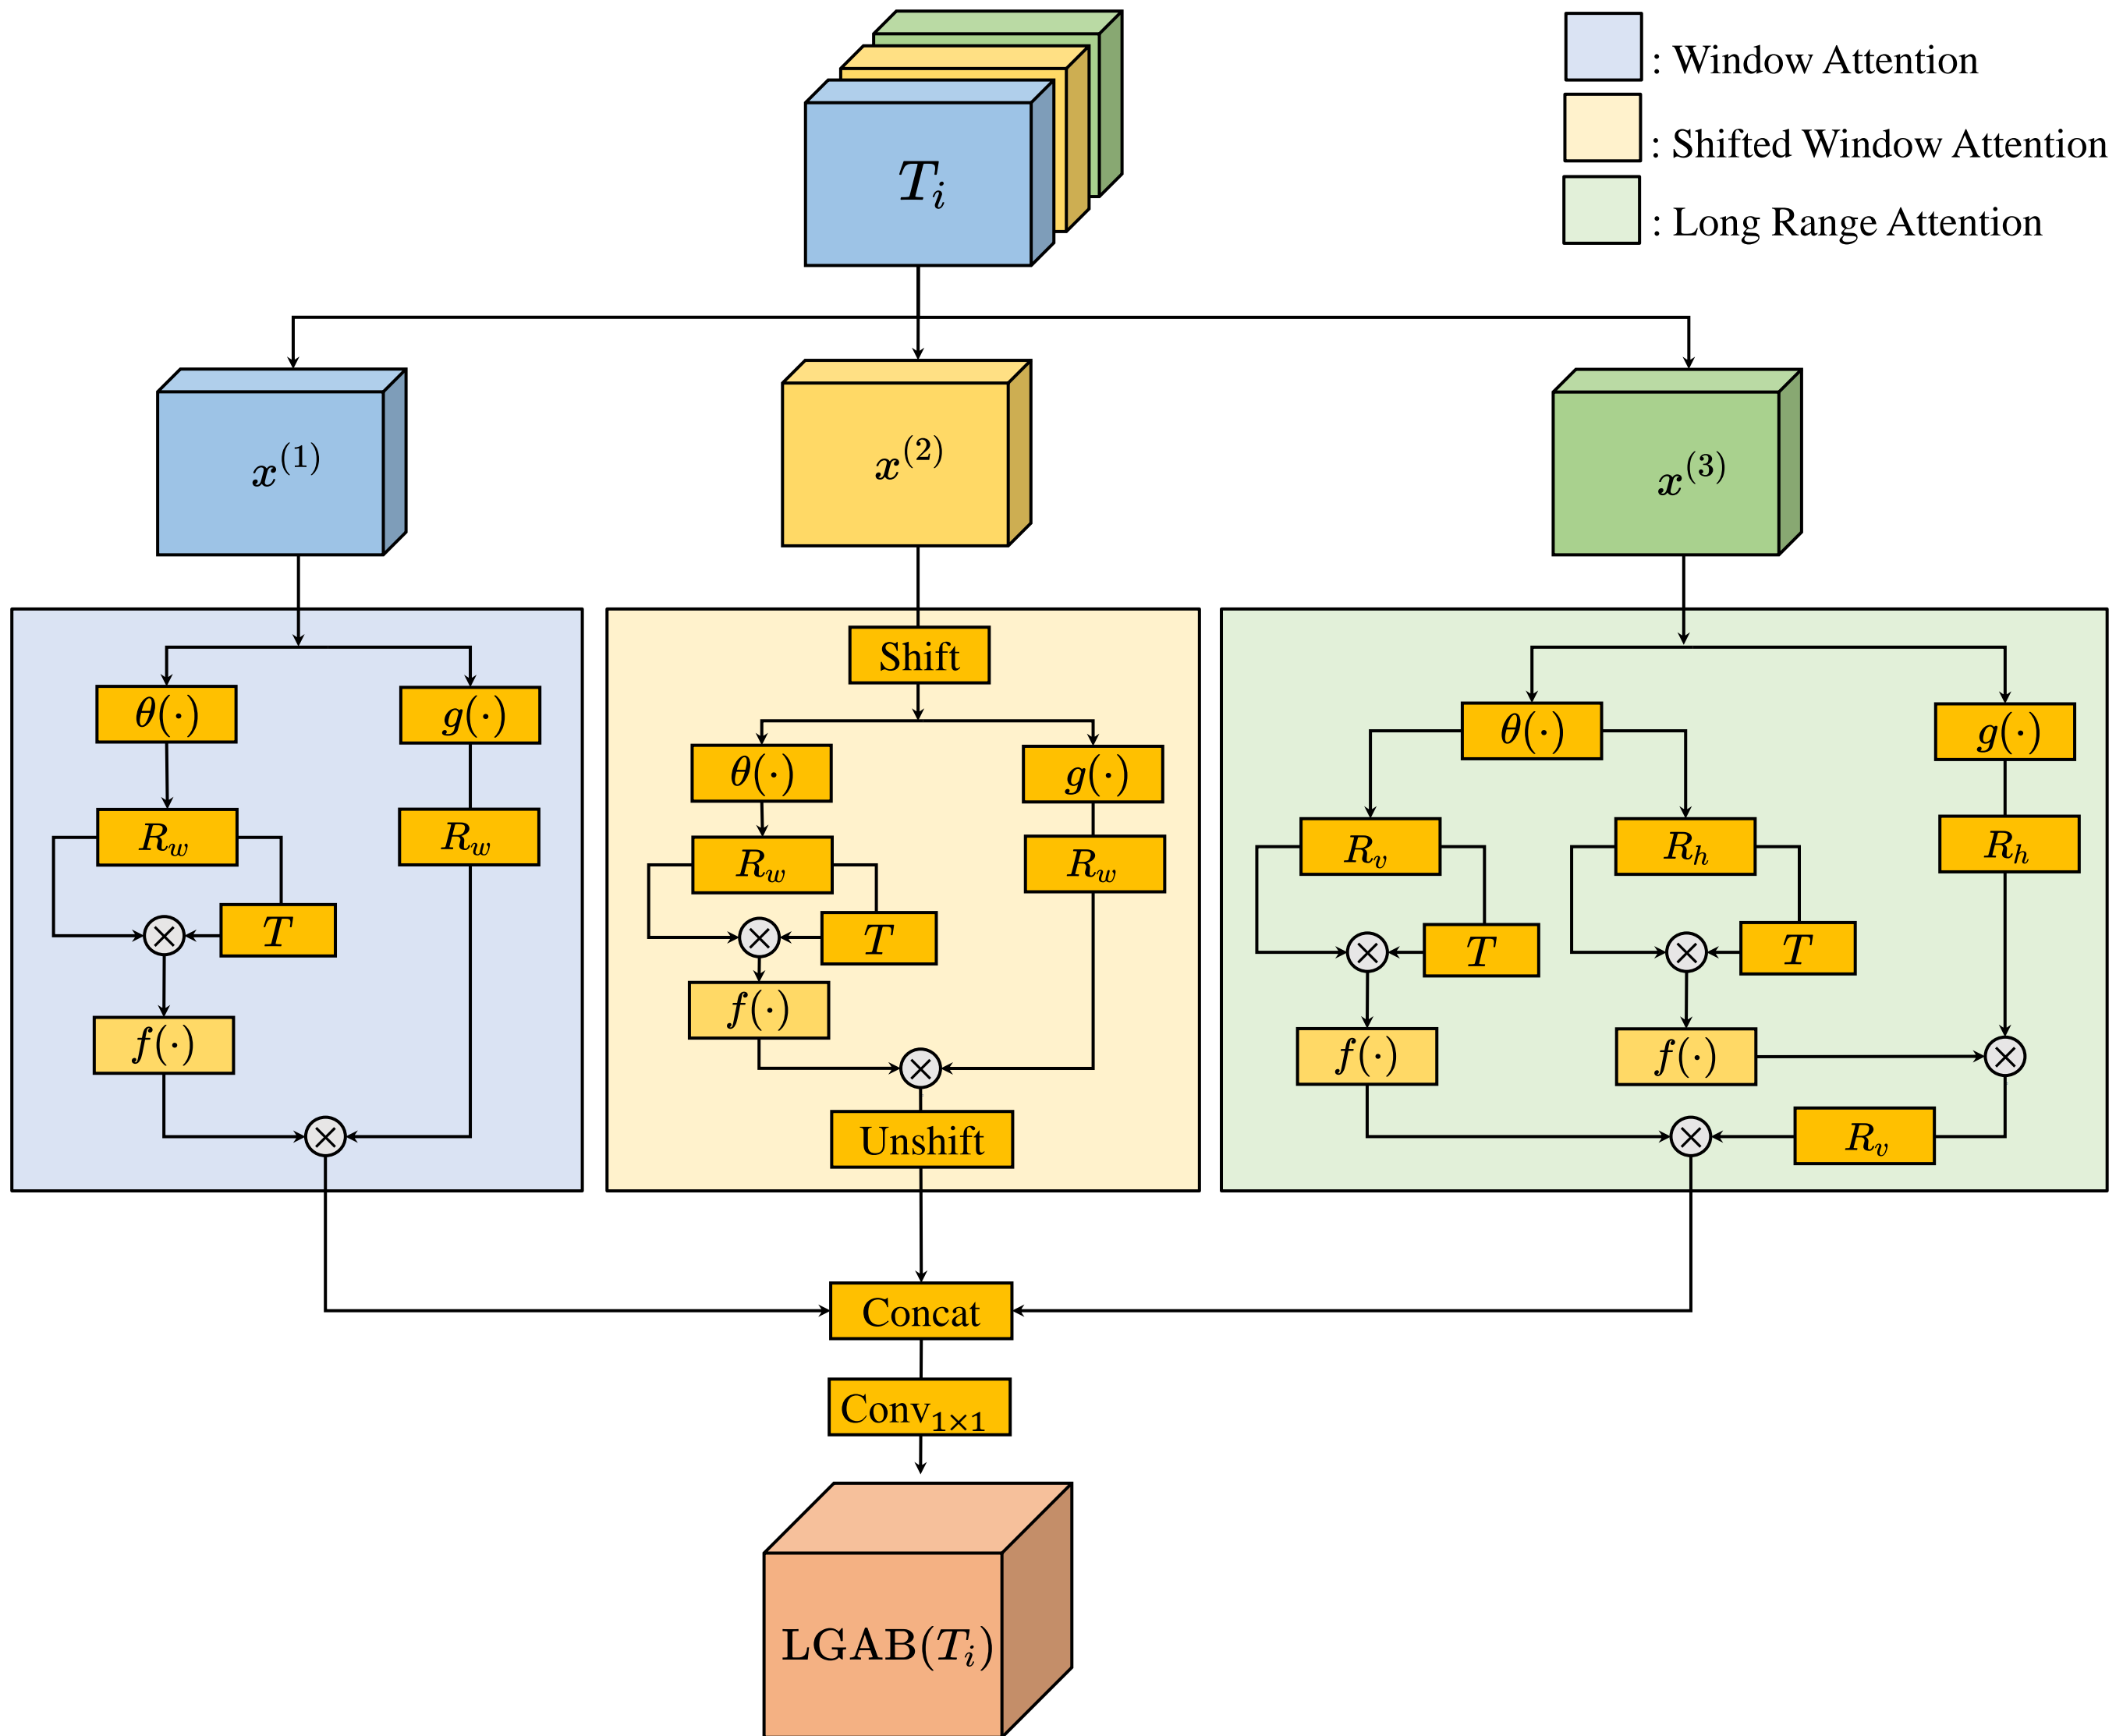 : Window Attention
: Shifted Window Attention
: Long Range Attention
T_i
x^(1)
x^(2)
x^(3)
θ(·)
g(·)
R_w
R_w
T
f(·)
⊗
⊗
Shift
θ(·)
g(·)
R_w
R_w
T
f(·)
⊗
⊗
Unshift
θ(·)
g(·)
R_v
R_h
R_h
T
T
⊗
⊗
f(·)
f(·)
⊗
⊗
R_v
Concat
Conv_1×1
LGAB(T_i)